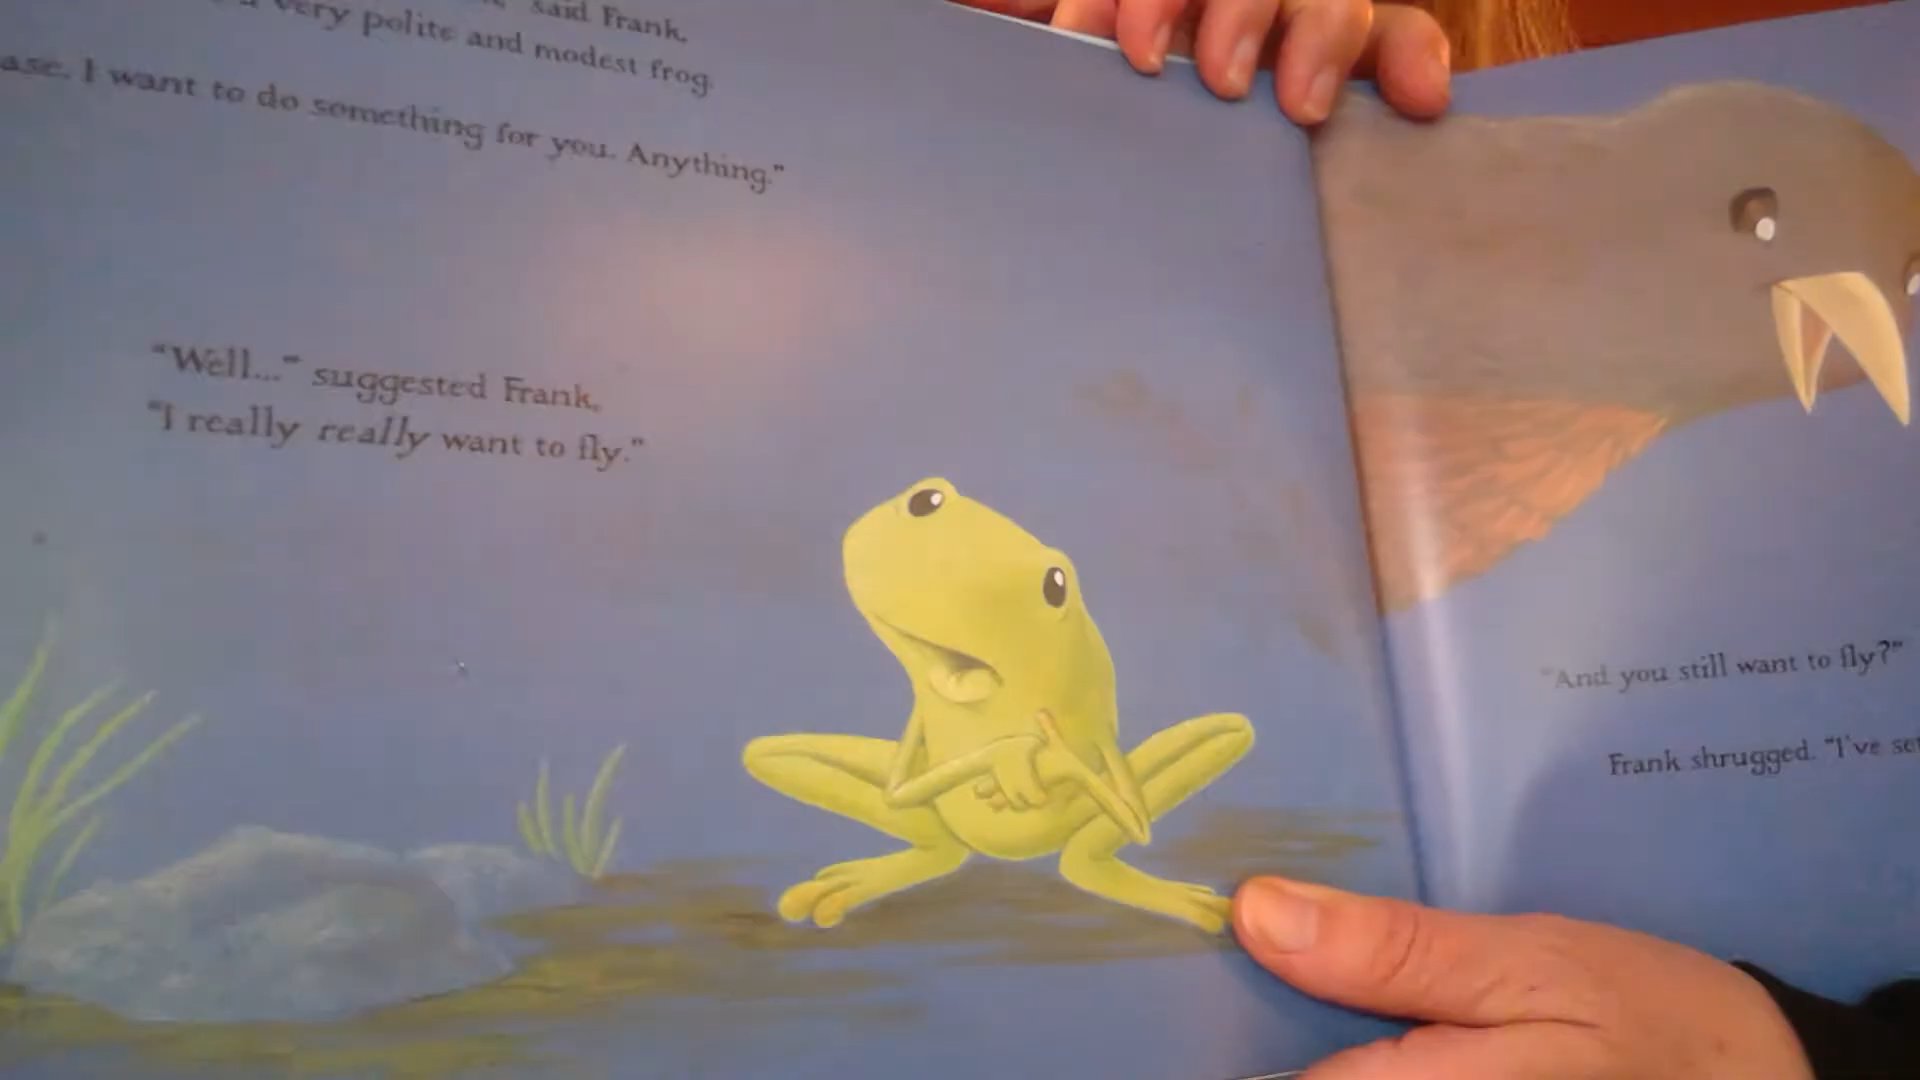 said Frank.
very polite and modest frog.
ase. I want to do something for you. Anything."
"Well..." suggested Frank,
"I really really want to fly."
"And you still want to fly?"
Frank shrugged. "I've